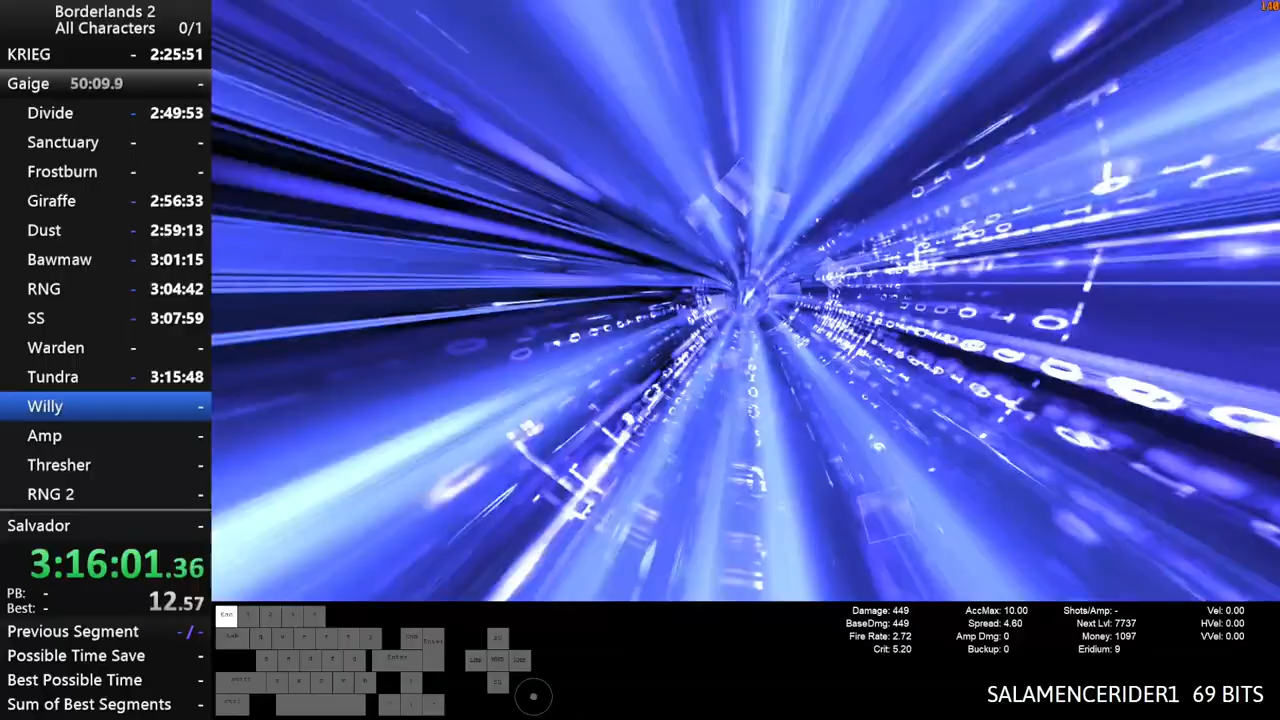 Borderlands 2
All Characters 0/1
KRIEG - 2:25:51
Gaige 50:09.9 -
Divide - 2:49:53
Sanctuary - -
Frostburn - -
Giraffe - 2:56:33
Dust - 2:59:13
Bawmaw - 3:01:15
RNG - 3:04:42
SS - 3:07:59
Warden - -
Tundra - 3:15:48
Willy -
Amp -
Thresher -
RNG 2 -
Salvador -
3:16:01.36
PB: -
Best: - 12.57
Previous Segment - / -
Possible Time Save -
Best Possible Time -
Sum of Best Segments -
140
Damage: 449 AccMax: 10.00 Shots/Amp: - Vel: 0.00
BaseDmg: 449 Spread: 4.60 Next Lvl: 7737 HVel: 0.00
Fire Rate: 2.72 Amp Dmg: 0 Money: 1097 VVel: 0.00
Crit: 5.20 Buckup: 0 Eridium: 9
SALAMENCERIDER1 69 BITS